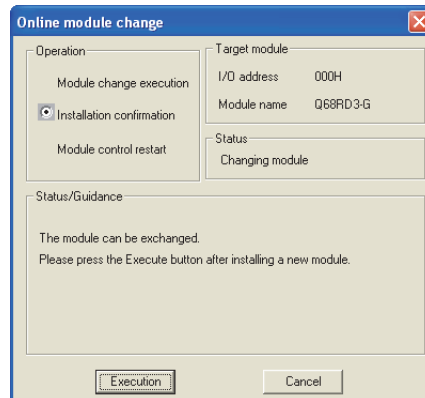 Online module change
Operation
Module change execution
Installation confirmation
Module control restart
Target module
I/O address 000H
Module name Q68RD3-G
Status
Changing module
Status/Guidance
The module can be exchanged.
Please press the Execute button after installing a new module.
Execution Cancel